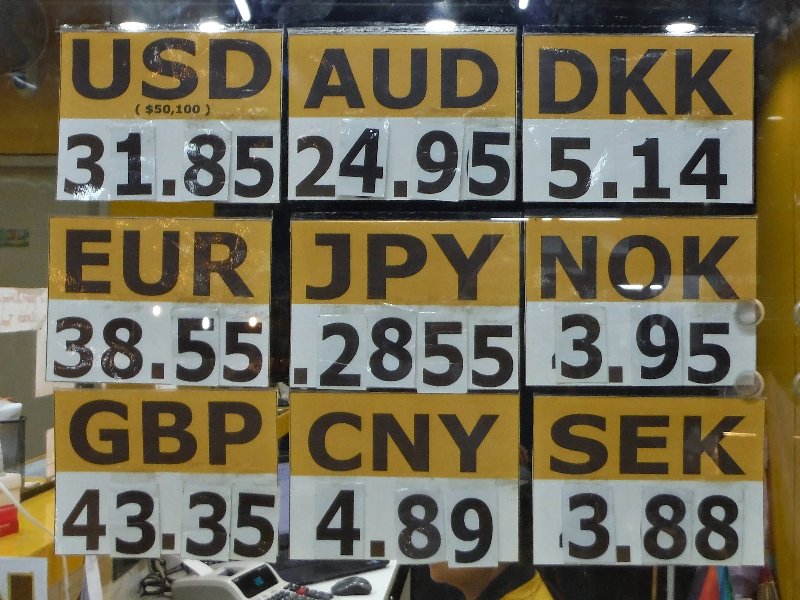 USD
( $50,100 )
31.85
AUD
24.95
DKK
5.14
EUR
38.55
JPY
.2855
NOK
3.95
GBP
43.35
CNY
4.89
SEK
3.88